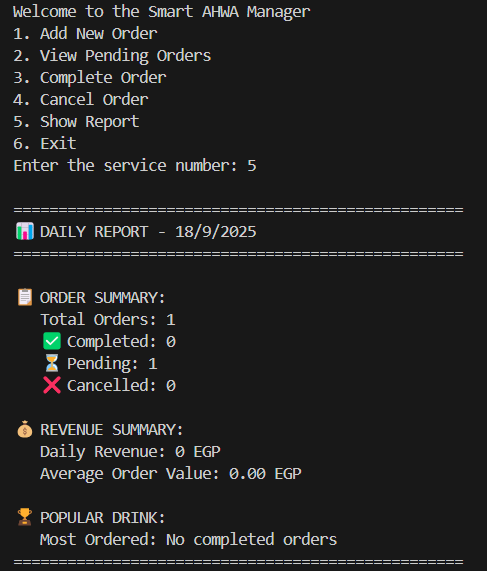 Welcome to the Smart AHWA Manager
1. Add New Order
2. View Pending Orders
3. Complete Order
4. Cancel Order
5. Show Report
6. Exit
Enter the service number: 5
==================================================
📊 DAILY REPORT - 18/9/2025
==================================================
📋 ORDER SUMMARY:
✅ Total Orders: 1
✅ Completed: 0
⏳ Pending: 1
❌ Cancelled: 0
💰 REVENUE SUMMARY:
Daily Revenue: 0 EGP
Average Order Value: 0.00 EGP
🏆 POPULAR DRINK:
Most Ordered: No completed orders
==================================================